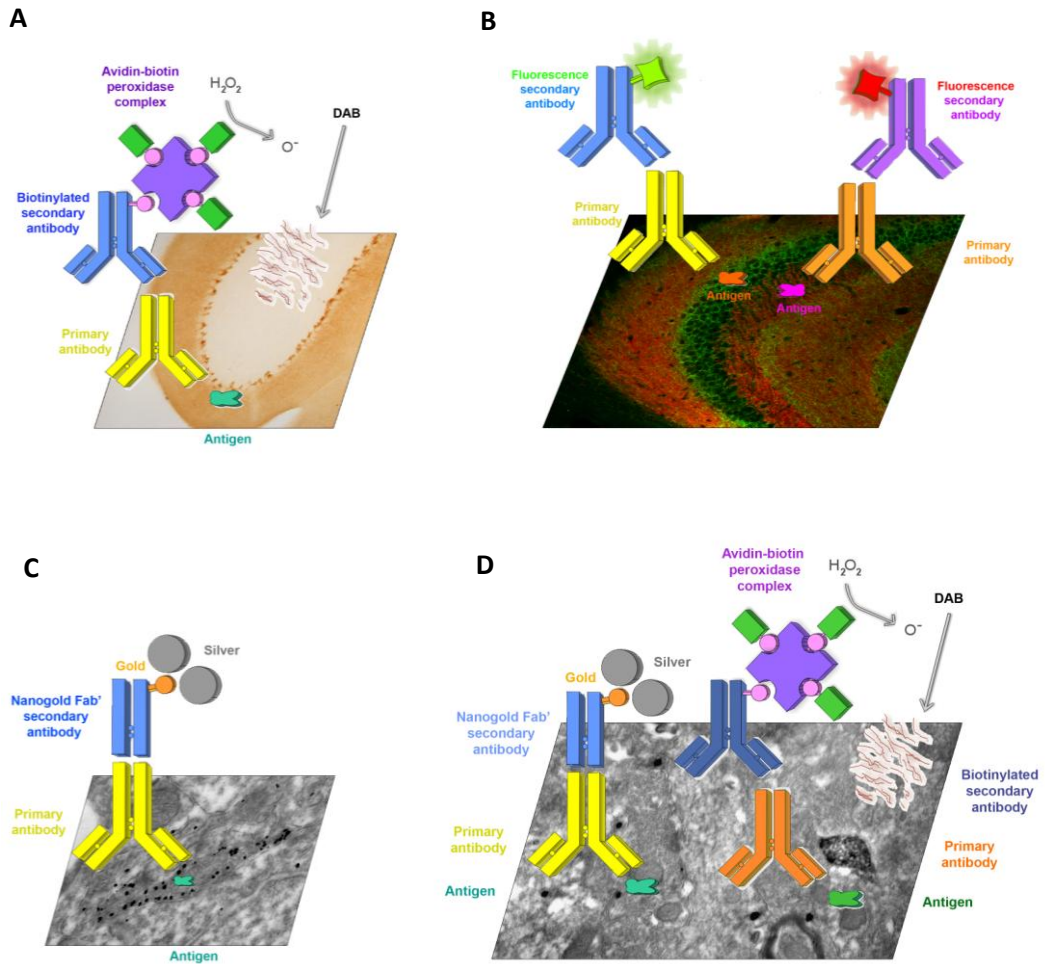 A
Avidin-biotin
peroxidase
complex
H2O2
O-
DAB
Biotinylated
secondary
antibody
Primary
antibody
Antigen
B
Fluorescence
secondary
antibody
Fluorescence
secondary
antibody
Primary
antibody
Primary
antibody
Antigen
Antigen
C
Silver
Gold
Nanogold Fab'
secondary
antibody
Primary
antibody
Antigen
D
Avidin-biotin
peroxidase
complex
H2O2
O-
DAB
Silver
Gold
Nanogold Fab'
secondary
antibody
Biotinylated
secondary
antibody
Primary
antibody
Primary
antibody
Antigen
Antigen